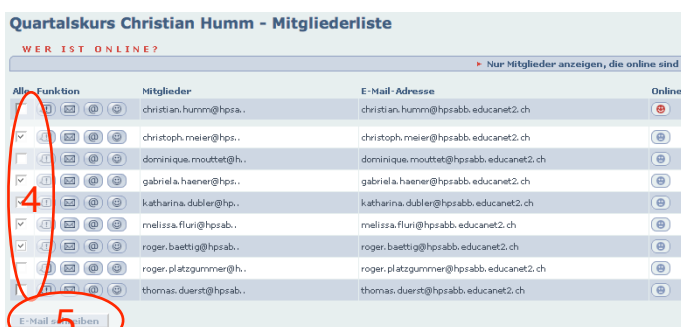 Quartalskurs Christian Humm - Mitgliederliste
WER IST ONLINE?
Nur Mitglieder anzeigen, die online sind
Alle Funktion Mitglieder E-Mail-Adresse Online
christian.humm@hpsa.. christian.humm@hpsabb.educanet2.ch
christoph.meier@hps.. christoph.meier@hpsabb.educanet2.ch
dominique.mouttet@h.. dominique.mouttet@hpsabb.educanet2.ch
gabriela.haener@hps.. gabriela.haener@hpsabb.educanet2.ch
katharina.dubler@hp.. katharina.dubler@hpsabb.educanet2.ch
4
melissa.fluri@hpsab.. melissa.fluri@hpsabb.educanet2.ch
roger.baettig@hpsab.. roger.baettig@hpsabb.educanet2.ch
roger.platzgummer@h.. roger.platzgummer@hpsabb.educanet2.ch
thomas.duerst@hpsab.. thomas.duerst@hpsabb.educanet2.ch
E-Mail schreiben
5